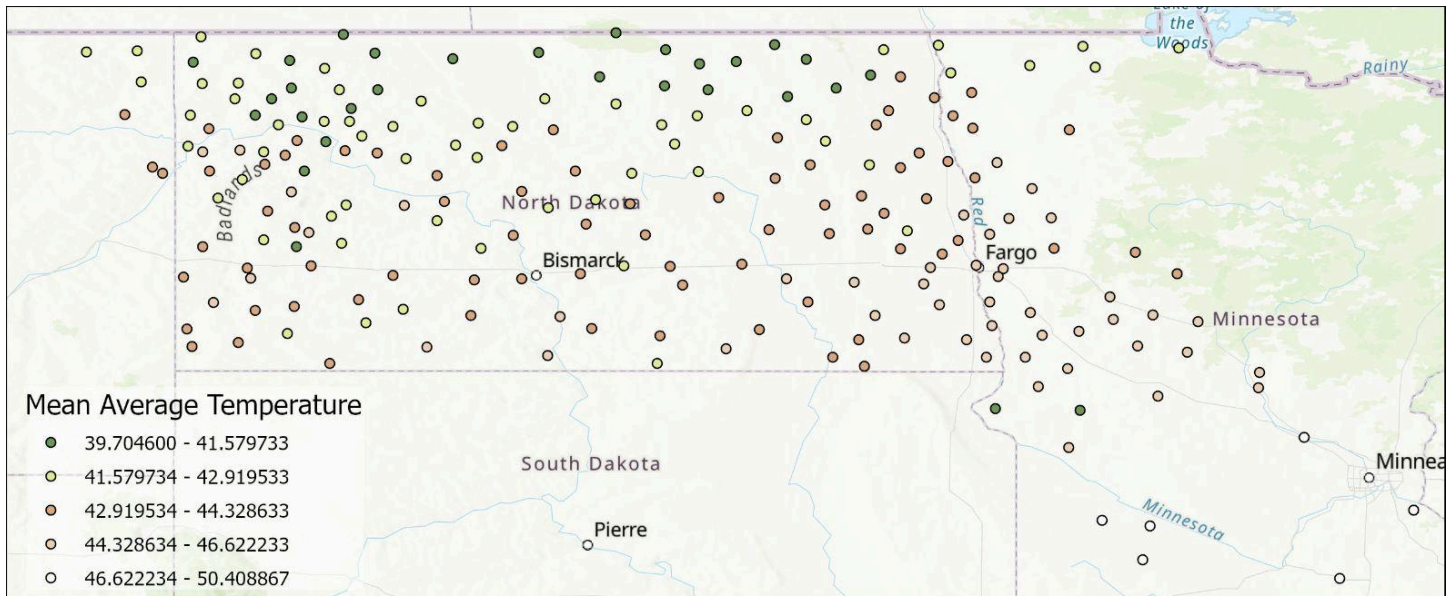 Lake of
the
Woods
Rainy
Badlands
North Dakota
Red
Bismarck
Fargo
Minnesota
Mean Average Temperature
39.704600 - 41.579733
41.579734 - 42.919533
42.919534 - 44.328633
44.328634 - 46.622233
46.622234 - 50.408867
South Dakota
Minnea
Pierre
Minnesota